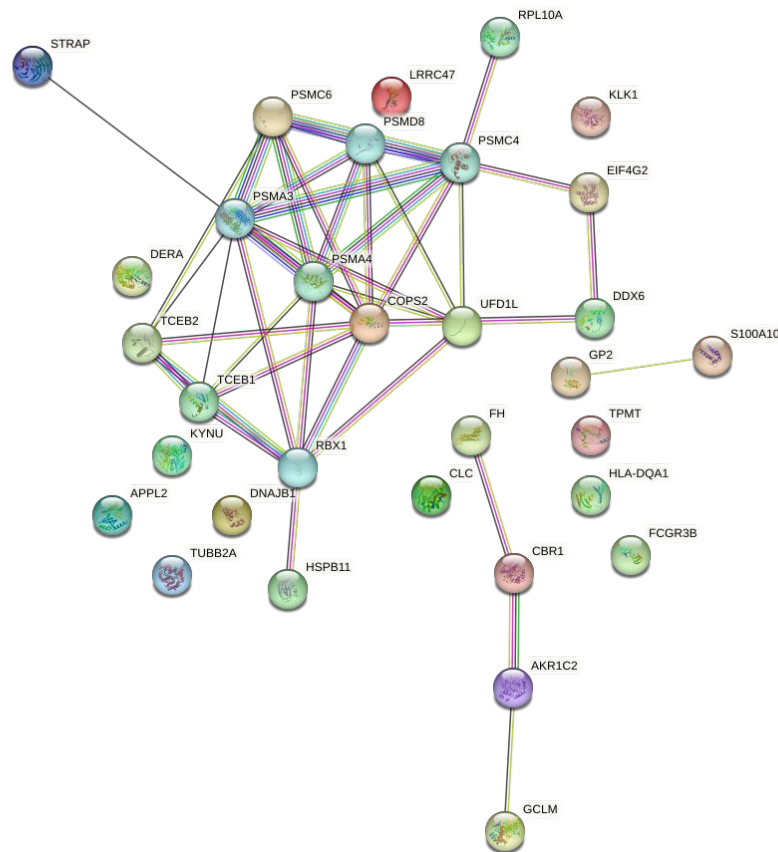 RPL10A
STRAP
LRRC47
PSMC6
KLK1
PSMD8
PSMC4
EIF4G2
PSMA3
DERA
PSMA4
TCEB2
COPS2
UFD1L
DDX6
S100A10
GP2
TCEB1
FH
TPMT
KYNU
RBX1
CLC
HLA-DQA1
APPL2
DNAJB1
FCGR3B
TUBB2A
HSPB11
CBR1
AKR1C2
GCLM